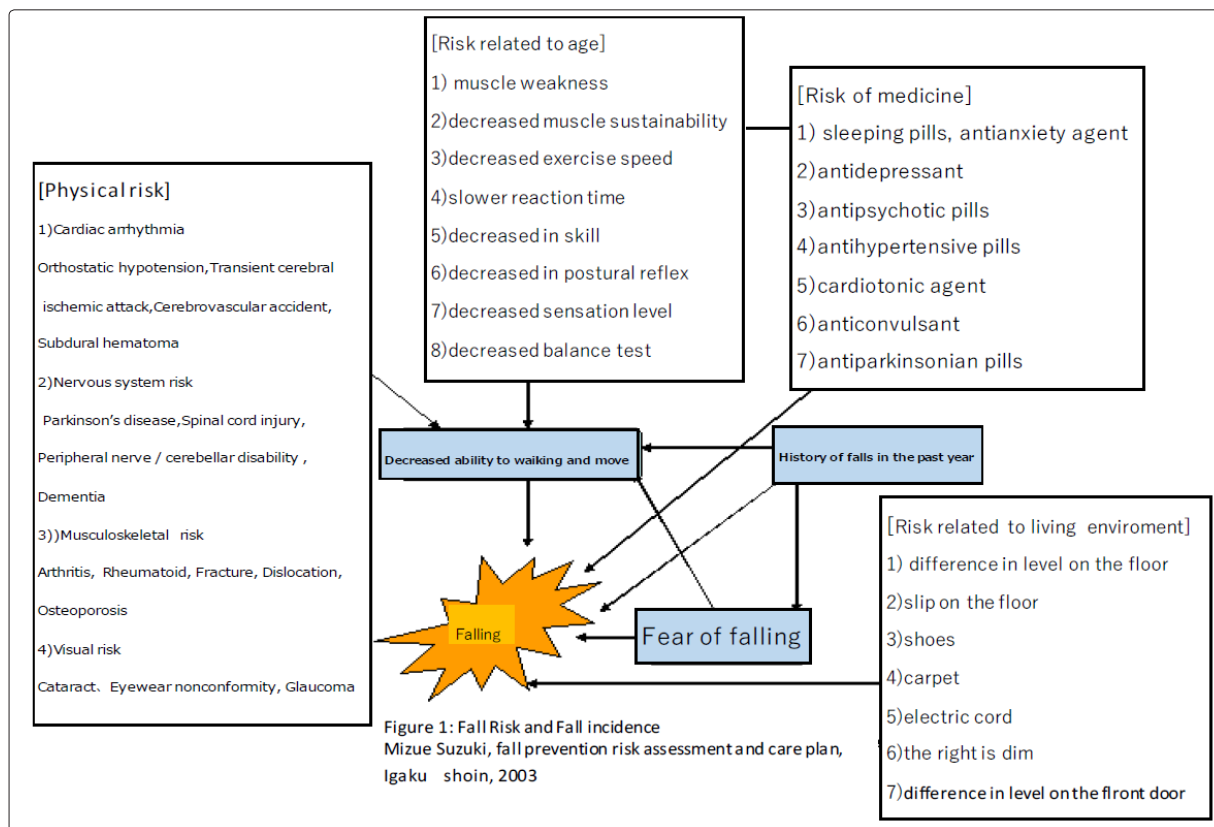 [Risk related to age]
1) muscle weakness
2)decreased muscle sustainability
3)decreased exercise speed
4)slower reaction time
5)decreased in skill
6)decreased in postural reflex
7)decreased sensation level
8)decreased balance test
[Risk of medicine]
1) sleeping pills, antianxiety agent
2)antidepressant
3)antipsychotic pills
4)antihypertensive pills
5)cardiotonic agent
6)anticonvulsant
7)antiparkinsonian pills
[Physical risk]
1)Cardiac arrhythmia
Orthostatic hypotension,Transient cerebral
ischemic attack,Cerebrovascular accident,
Subdural hematoma
2)Nervous system risk
Parkinson's disease,Spinal cord injury,
Peripheral nerve / cerebellar disability ,
Dementia
3))Musculoskeletal risk
Arthritis, Rheumatoid, Fracture, Dislocation,
Osteoporosis
4)Visual risk
Cataract、Eyewear nonconformity, Glaucoma
Decreased ability to waiking and move
History of falls in the past year
Falling
Fear of falling
[Risk related to living enviroment]
1) difference in level on the floor
2)slip on the floor
3)shoes
4)carpet
5)electric cord
6)the right is dim
7)difference in level on the flront door
Figure 1: Fall Risk and Fall incidence
Mizue Suzuki, fall prevention risk assessment and care plan,
Igaku shoin, 2003